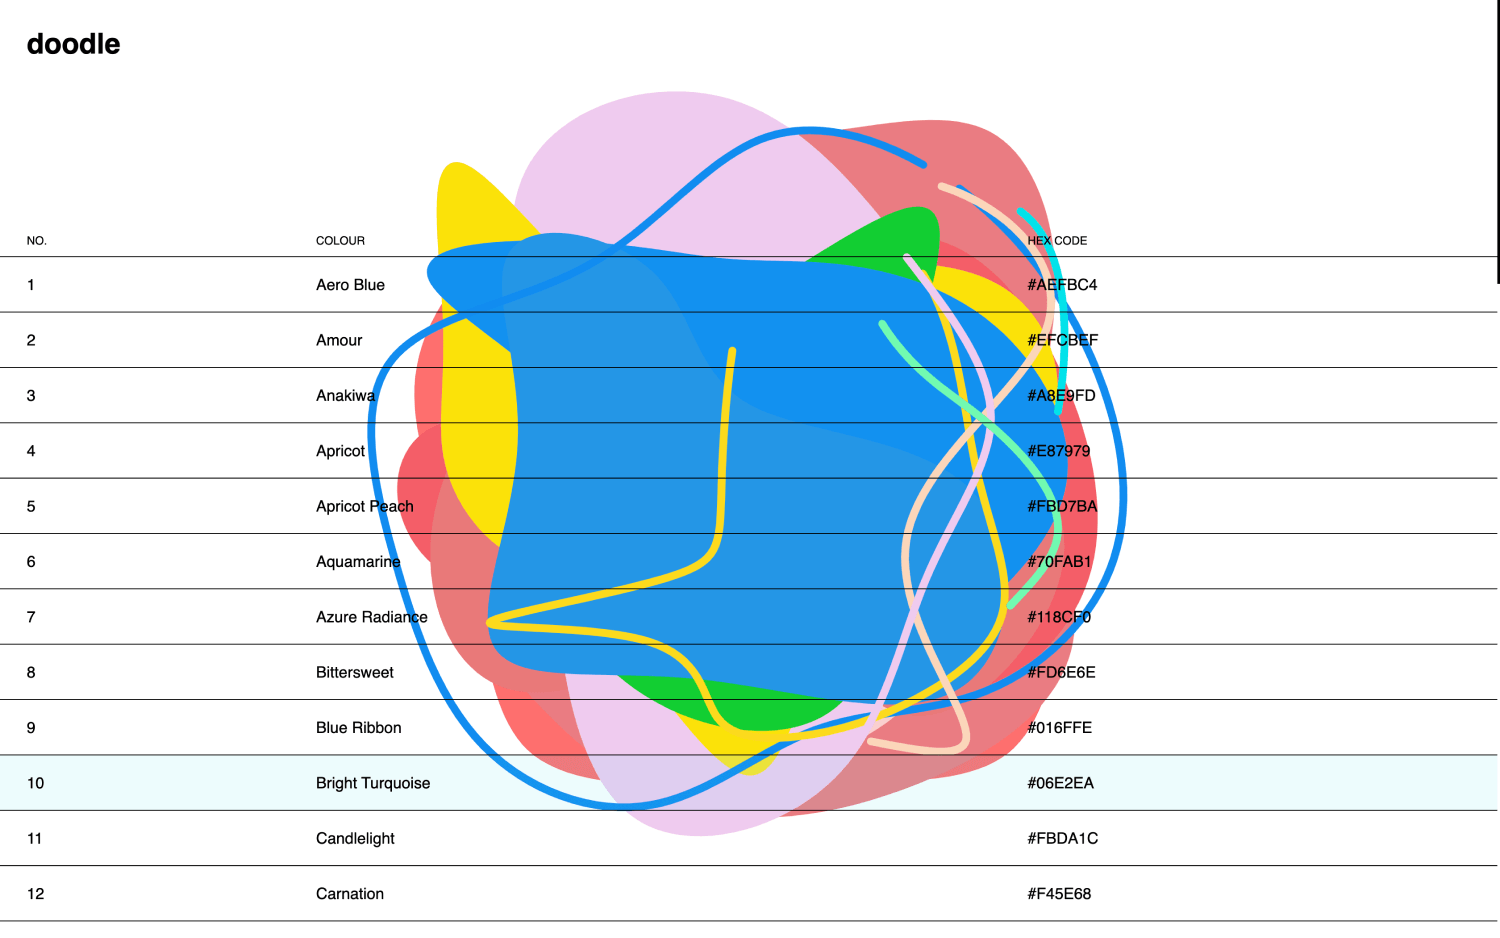 doodle
NO. COLOUR HEX CODE
1 Aero Blue #AEFBC4
2 Amour #EFCBEF
3 Anakiwa #A8E9FD
4 Apricot #E87979
5 Apricot Peach #FBD7BA
6 Aquamarine #70FAB1
7 Azure Radiance #118CF0
8 Bittersweet #FD6E6E
9 Blue Ribbon #016FFE
10 Bright Turquoise #06E2EA
11 Candlelight #FBDA1C
12 Carnation #F45E68